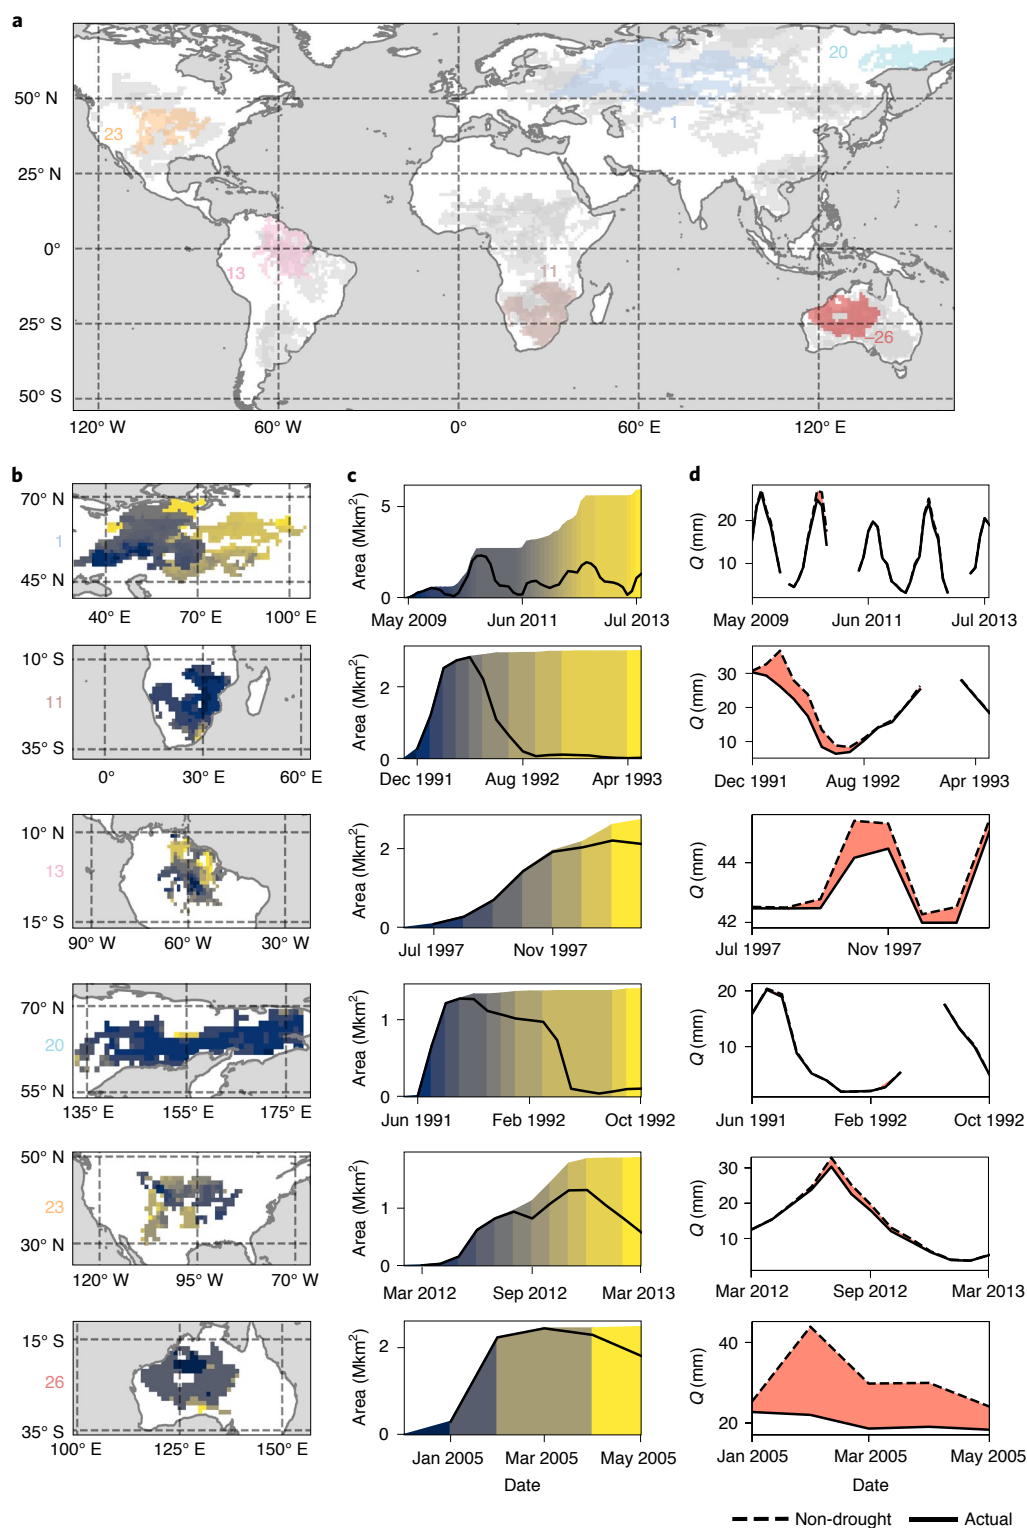 a
20
50° N
1
23
25° N
0°
13
11
25° S
26
50° S
120° W
60° W
0°
60° E
120° E
b
c
d
70° N
1
45° N
40° E
70° E
100° E
Area (Mkm²)
5
0
May 2009
Jun 2011
Jul 2013
Q (mm)
20
10
May 2009
Jun 2011
Jul 2013
10° S
11
35° S
0°
30° E
60° E
Area (Mkm²)
2
0
Dec 1991
Aug 1992
Apr 1993
Q (mm)
30
20
10
Dec 1991
Aug 1992
Apr 1993
10° N
13
15° S
90° W
60° W
30° W
Area (Mkm²)
2
0
Jul 1997
Nov 1997
Q (mm)
44
42
Jul 1997
Nov 1997
70° N
20
55° N
135° E
155° E
175° E
Area (Mkm²)
1
0
Jun 1991
Feb 1992
Oct 1992
Q (mm)
20
10
Jun 1991
Feb 1992
Oct 1992
50° N
23
30° N
120° W
95° W
70° W
Area (Mkm²)
1
0
Mar 2012
Sep 2012
Mar 2013
Q (mm)
30
20
10
Mar 2012
Sep 2012
Mar 2013
15° S
26
35° S
100° E
125° E
150° E
Area (Mkm²)
2
0
Jan 2005
Mar 2005
May 2005
Date
Q (mm)
40
20
Jan 2005
Mar 2005
May 2005
Date
Non-drought
Actual